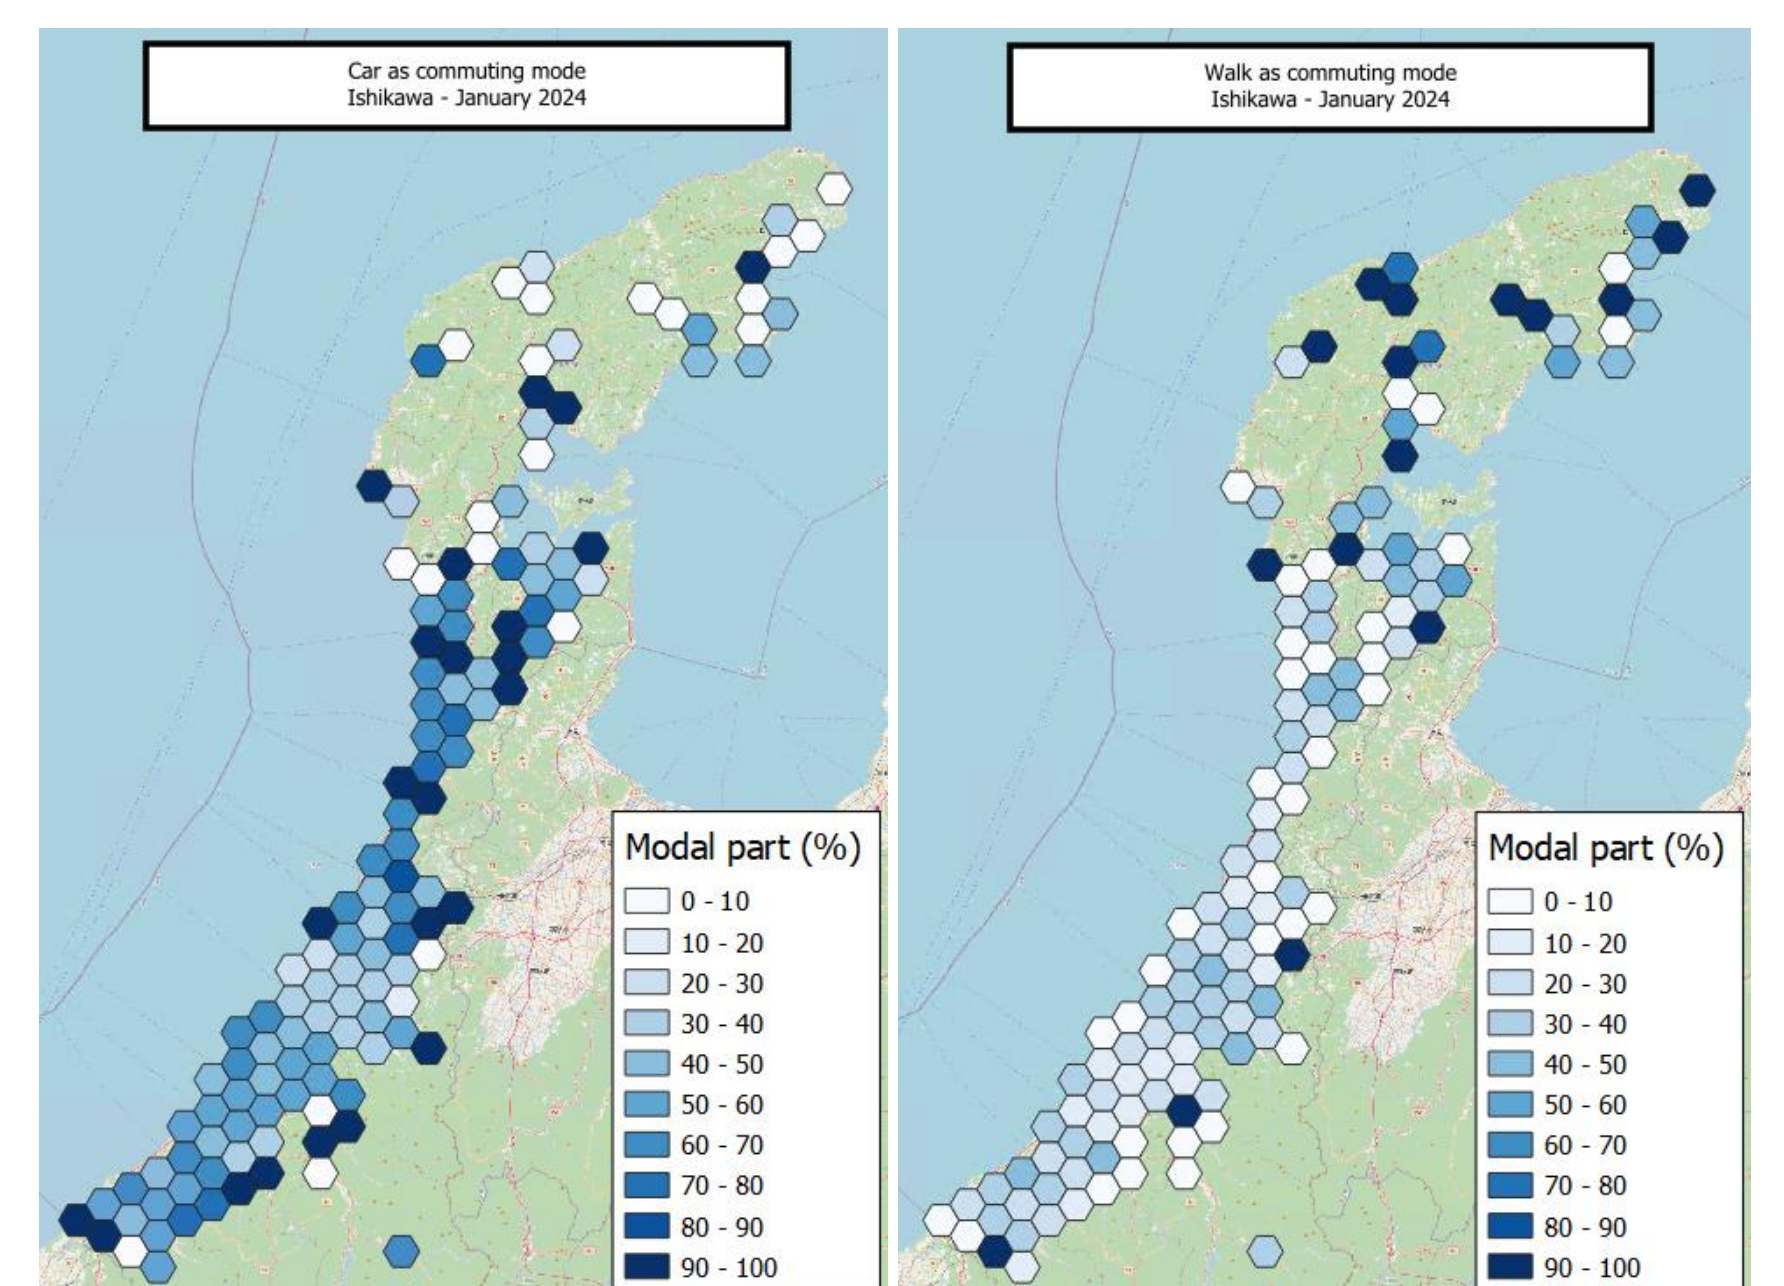 Car as commuting mode
Ishikawa - January 2024
Modal part (%)
0 - 10
10 - 20
20 - 30
30 - 40
40 - 50
50 - 60
60 - 70
70 - 80
80 - 90
90 - 100
Walk as commuting mode
Ishikawa - January 2024
Modal part (%)
0 - 10
10 - 20
20 - 30
30 - 40
40 - 50
50 - 60
60 - 70
70 - 80
80 - 90
90 - 100